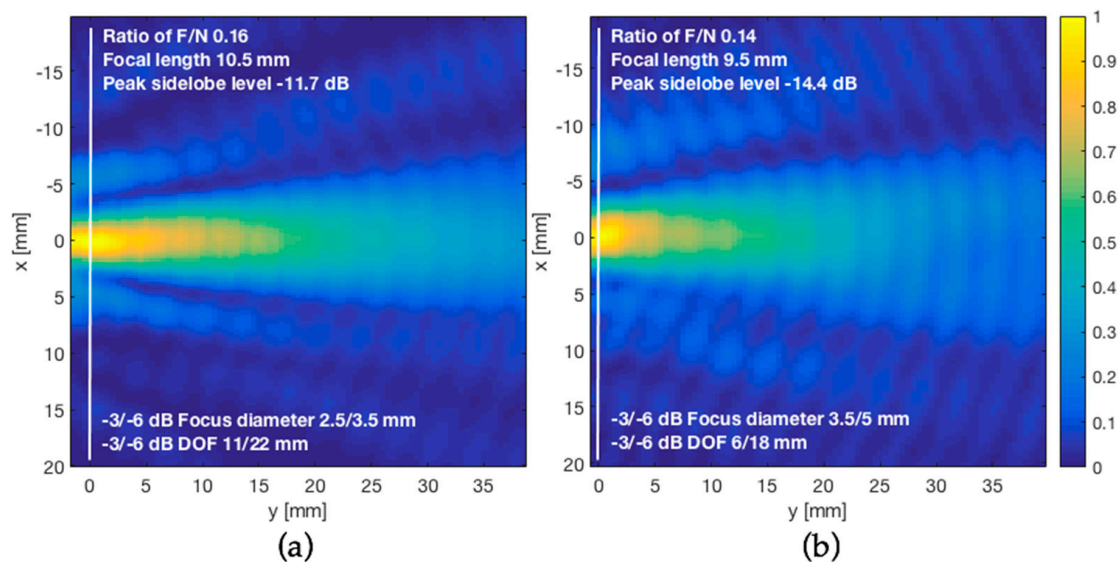 Ratio of F/N 0.16
Focal length 10.5 mm
Peak sidelobe level -11.7 dB
-3/-6 dB Focus diameter 2.5/3.5 mm
-3/-6 dB DOF 11/22 mm
-15
-10
-5
0
5
10
15
20
x [mm]
0 5 10 15 20 25 30 35
y [mm]
(a)
Ratio of F/N 0.14
Focal length 9.5 mm
Peak sidelobe level -14.4 dB
-3/-6 dB Focus diameter 3.5/5 mm
-3/-6 dB DOF 6/18 mm
-15
-10
-5
0
5
10
15
20
x [mm]
0 5 10 15 20 25 30 35
y [mm]
(b)
1
0.9
0.8
0.7
0.6
0.5
0.4
0.3
0.2
0.1
0